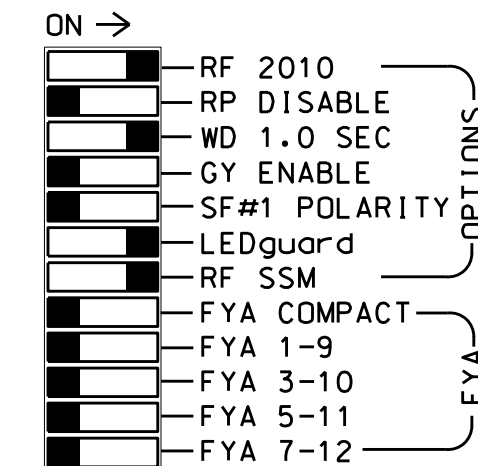 ON →
RF 2010
RP DISABLE
WD 1.0 SEC
GY ENABLE
SF#1 POLARITY
LEDguard
RF SSM
OPTIONS
FYA COMPACT
FYA 1-9
FYA 3-10
FYA 5-11
FYA 7-12
FYA